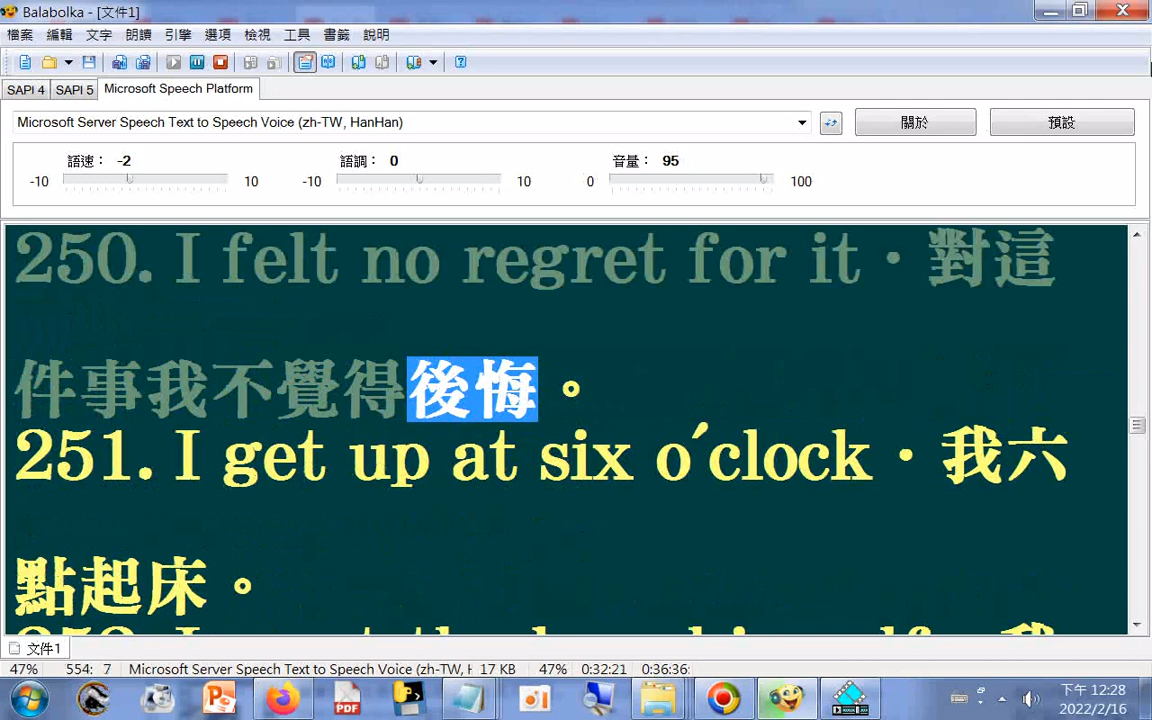 Balabolka - [文件1]
檔案 編輯 文字 朗讀 引擎 選項 檢視 工具 書籤 說明
SAPI 4 SAPI 5 Microsoft Speech Platform
Microsoft Server Speech Text to Speech Voice (zh-TW, HanHan) 關於 預設
語速： -2 語調： 0 音量： 95
-10 10 -10 10 0 100
250. I felt no regret for it．對這
件事我不覺得後悔。
251. I get up at six o′clock．我六
點起床。
文件1
47% 554: 7 Microsoft Server Speech Text to Speech Voice (zh-TW, H 17 KB 47% 0:32:21 0:36:36:
PDF
下午 12:28
2022/2/16